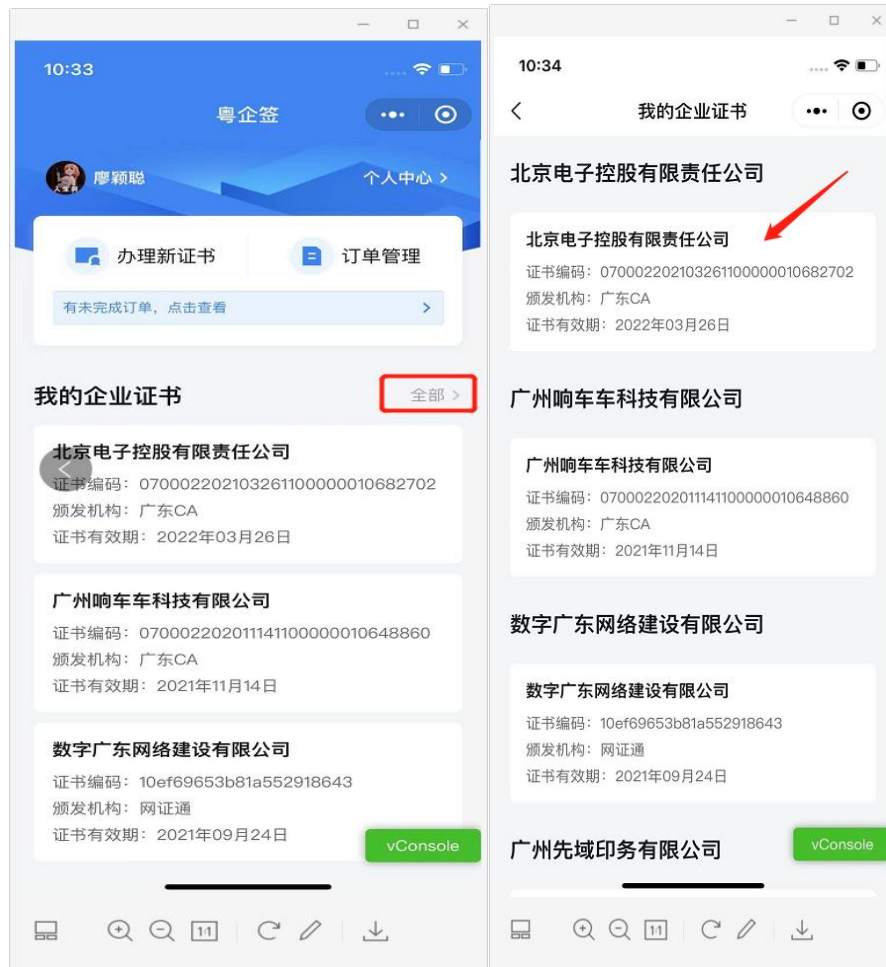 10:33
粤企签
廖颖聪
个人中心 >
办理新证书
订单管理
有未完成订单，点击查看 >
我的企业证书
全部 >
北京电子控股有限责任公司
证书编码：0700022021032611000000010682702
颁发机构：广东CA
证书有效期：2022年03月26日
广州响车车科技有限公司
证书编码：0700022020111411000000010648860
颁发机构：广东CA
证书有效期：2021年11月14日
数字广东网络建设有限公司
证书编码：10ef69653b81a552918643
颁发机构：网证通
证书有效期：2021年09月24日
vConsole
1:1
10:34
我的企业证书
北京电子控股有限责任公司
北京电子控股有限责任公司
证书编码：0700022021032611000000010682702
颁发机构：广东CA
证书有效期：2022年03月26日
广州响车车科技有限公司
广州响车车科技有限公司
证书编码：0700022020111411000000010648860
颁发机构：广东CA
证书有效期：2021年11月14日
数字广东网络建设有限公司
数字广东网络建设有限公司
证书编码：10ef69653b81a552918643
颁发机构：网证通
证书有效期：2021年09月24日
广州先域印务有限公司
vConsole
1:1